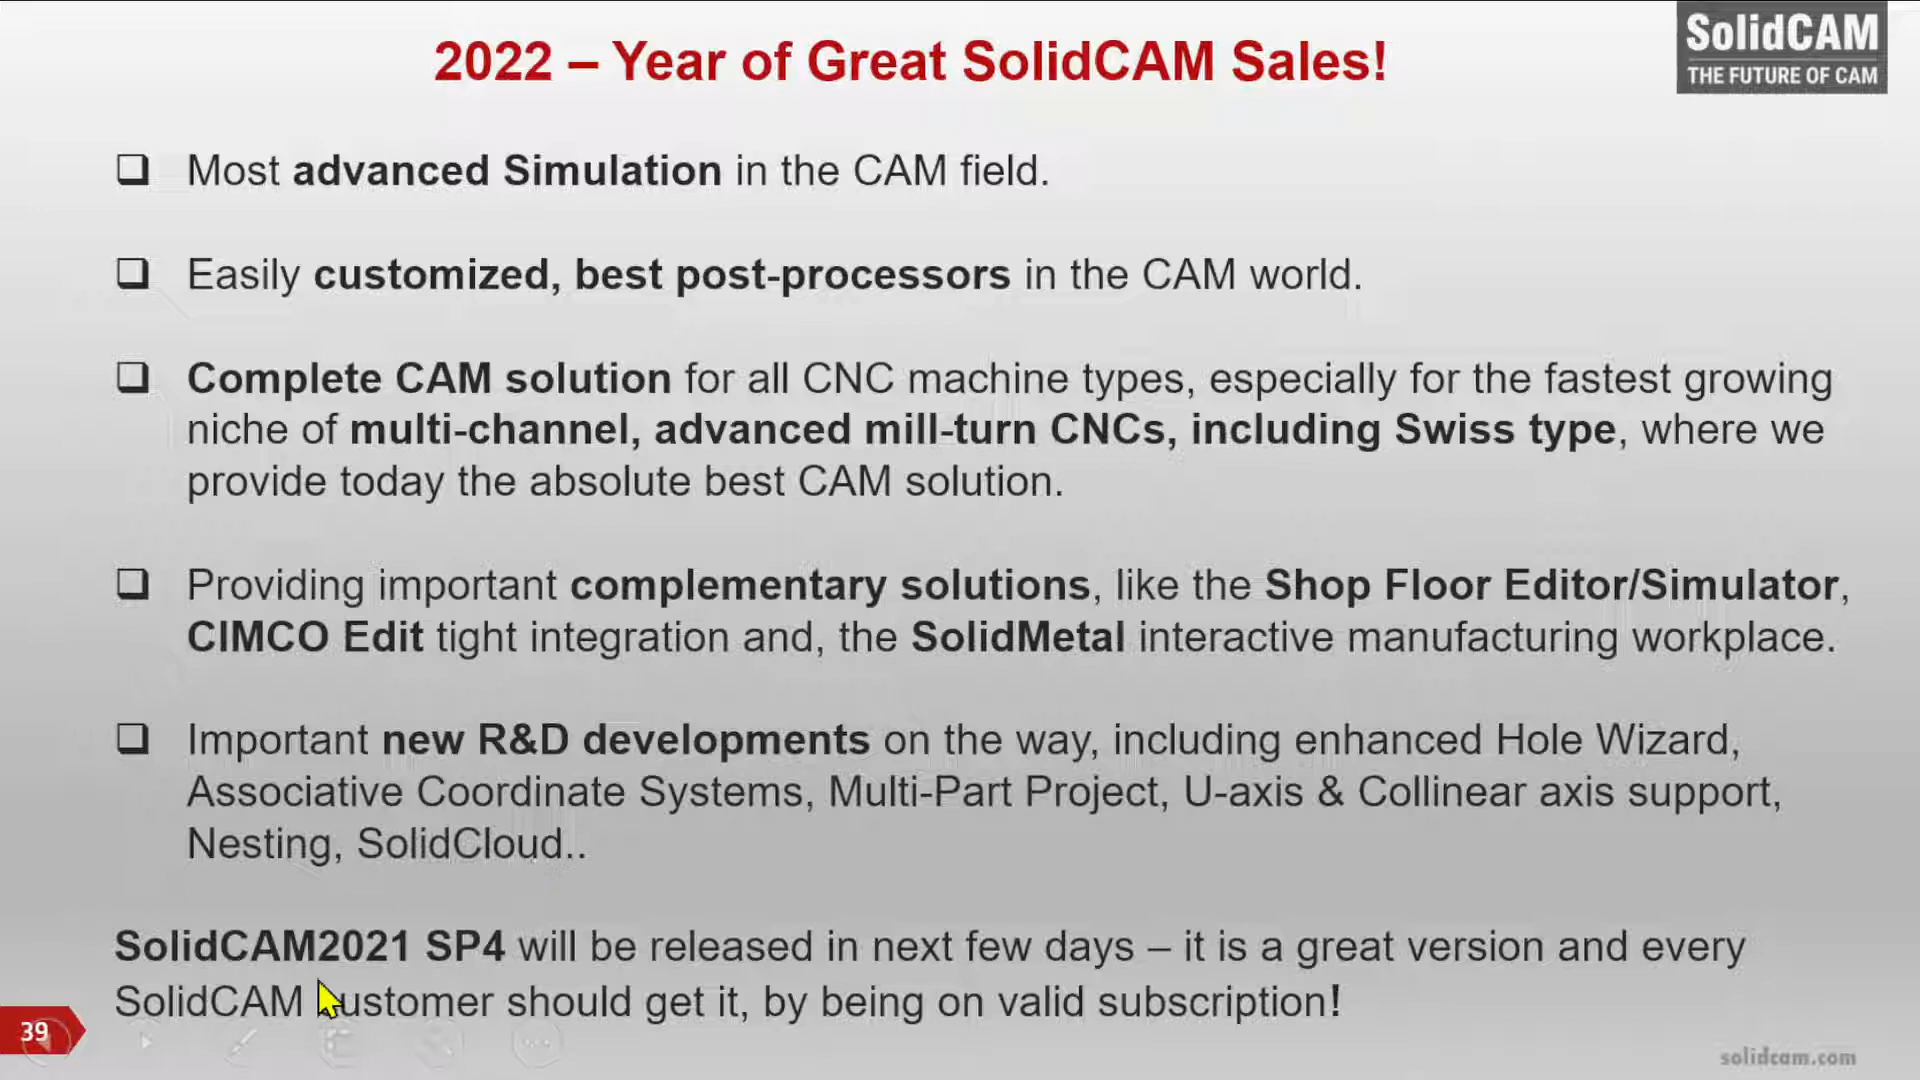 2022 – Year of Great SolidCAM Sales!
SolidCAM
THE FUTURE OF CAM
Most advanced Simulation in the CAM field.
Easily customized, best post-processors in the CAM world.
Complete CAM solution for all CNC machine types, especially for the fastest growing
niche of multi-channel, advanced mill-turn CNCs, including Swiss type, where we
provide today the absolute best CAM solution.
Providing important complementary solutions, like the Shop Floor Editor/Simulator,
CIMCO Edit tight integration and, the SolidMetal interactive manufacturing workplace.
Important new R&D developments on the way, including enhanced Hole Wizard,
Associative Coordinate Systems, Multi-Part Project, U-axis & Collinear axis support,
Nesting, SolidCloud..
SolidCAM2021 SP4 will be released in next few days – it is a great version and every
SolidCAM customer should get it, by being on valid subscription!
39
solidcam.com